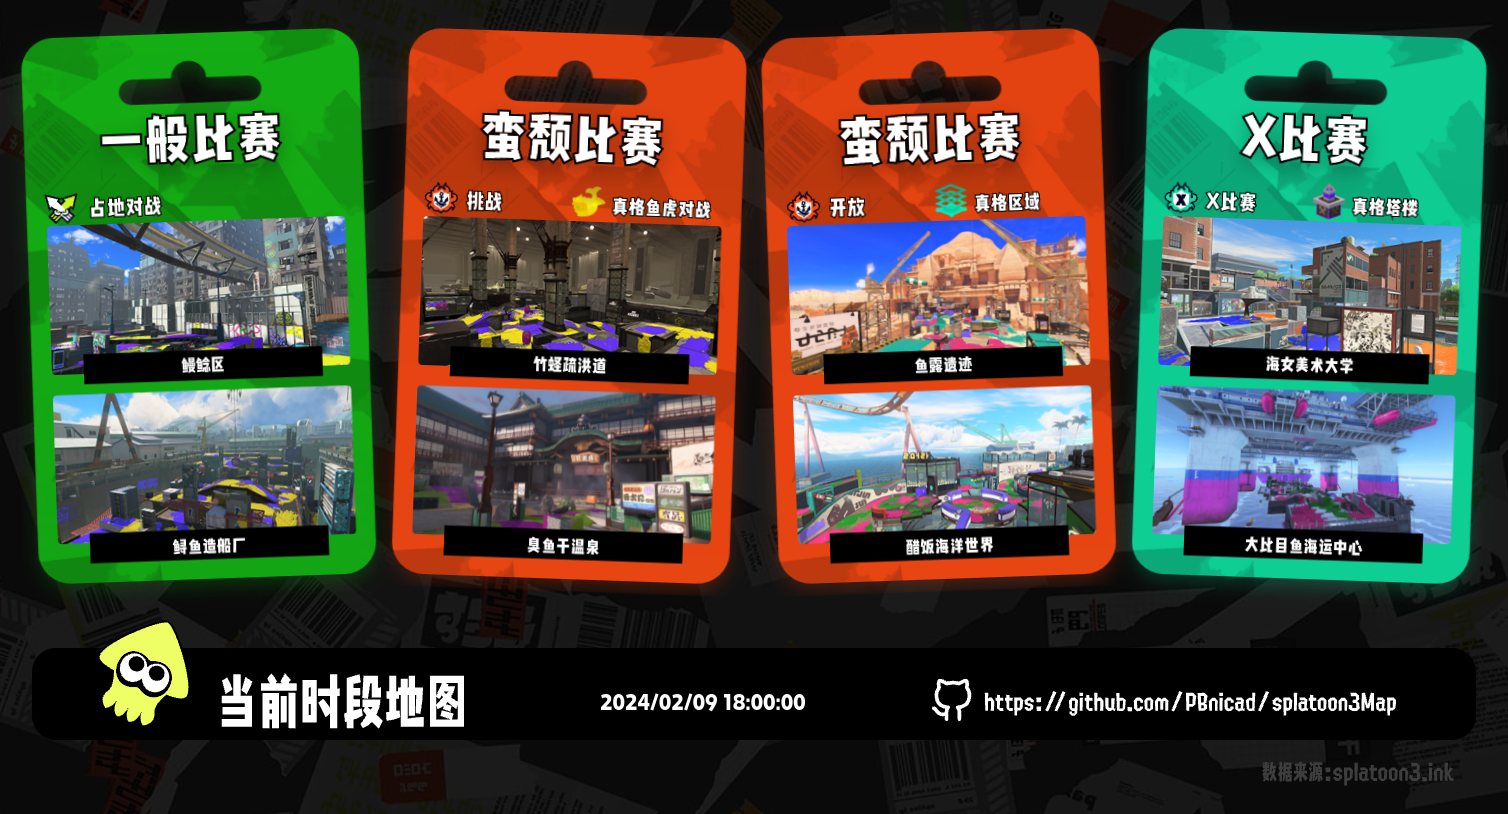 一般比赛
占地对战
鳗鲶区
鲟鱼造船厂
蛮颓比赛
挑战
真格鱼虎对战
竹蛏疏洪道
臭鱼干温泉
蛮颓比赛
开放
真格区域
鱼露遗迹
醋饭海洋世界
X比赛
X比赛
真格塔楼
海女美术大学
大比目鱼海运中心
当前时段地图
2024/02/09 18:00:00
https://github.com/PBnicad/splatoon3Map
数据来源:splatoon3.ink